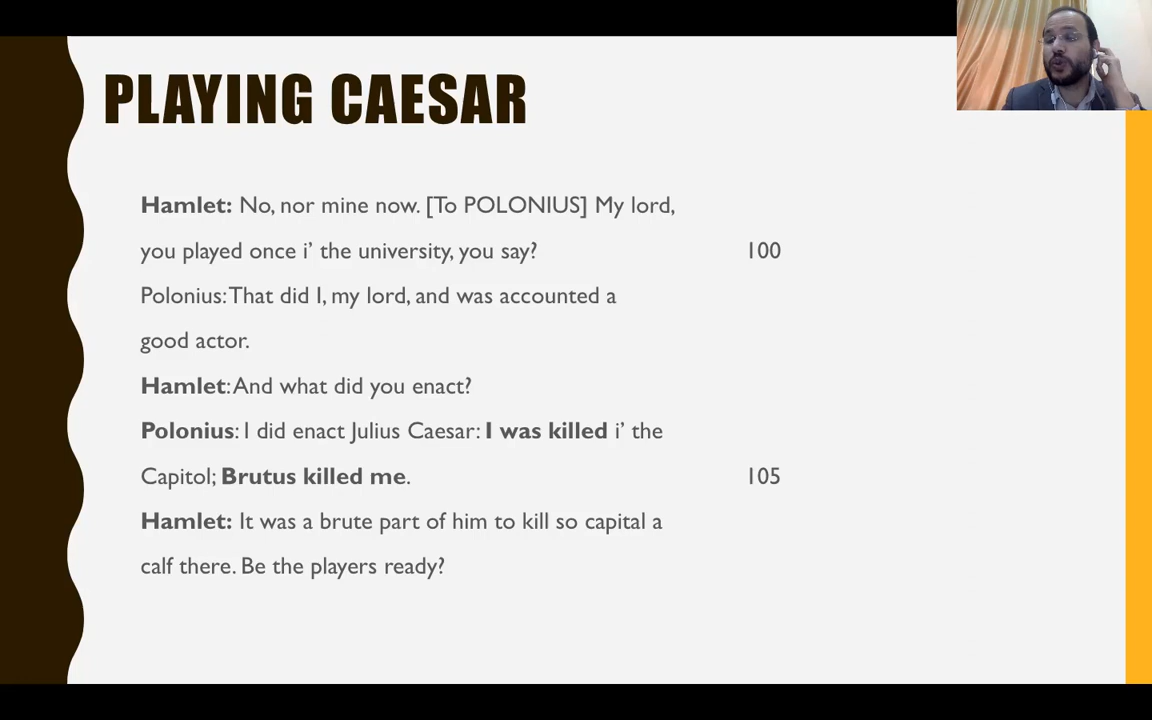 PLAYING CAESAR
Hamlet: No, nor mine now. [To POLONIUS] My lord,
you played once i’ the university, you say? 100
Polonius: That did I, my lord, and was accounted a
good actor.
Hamlet: And what did you enact?
Polonius: I did enact Julius Caesar: I was killed i’ the
Capitol; Brutus killed me. 105
Hamlet: It was a brute part of him to kill so capital a
calf there. Be the players ready?